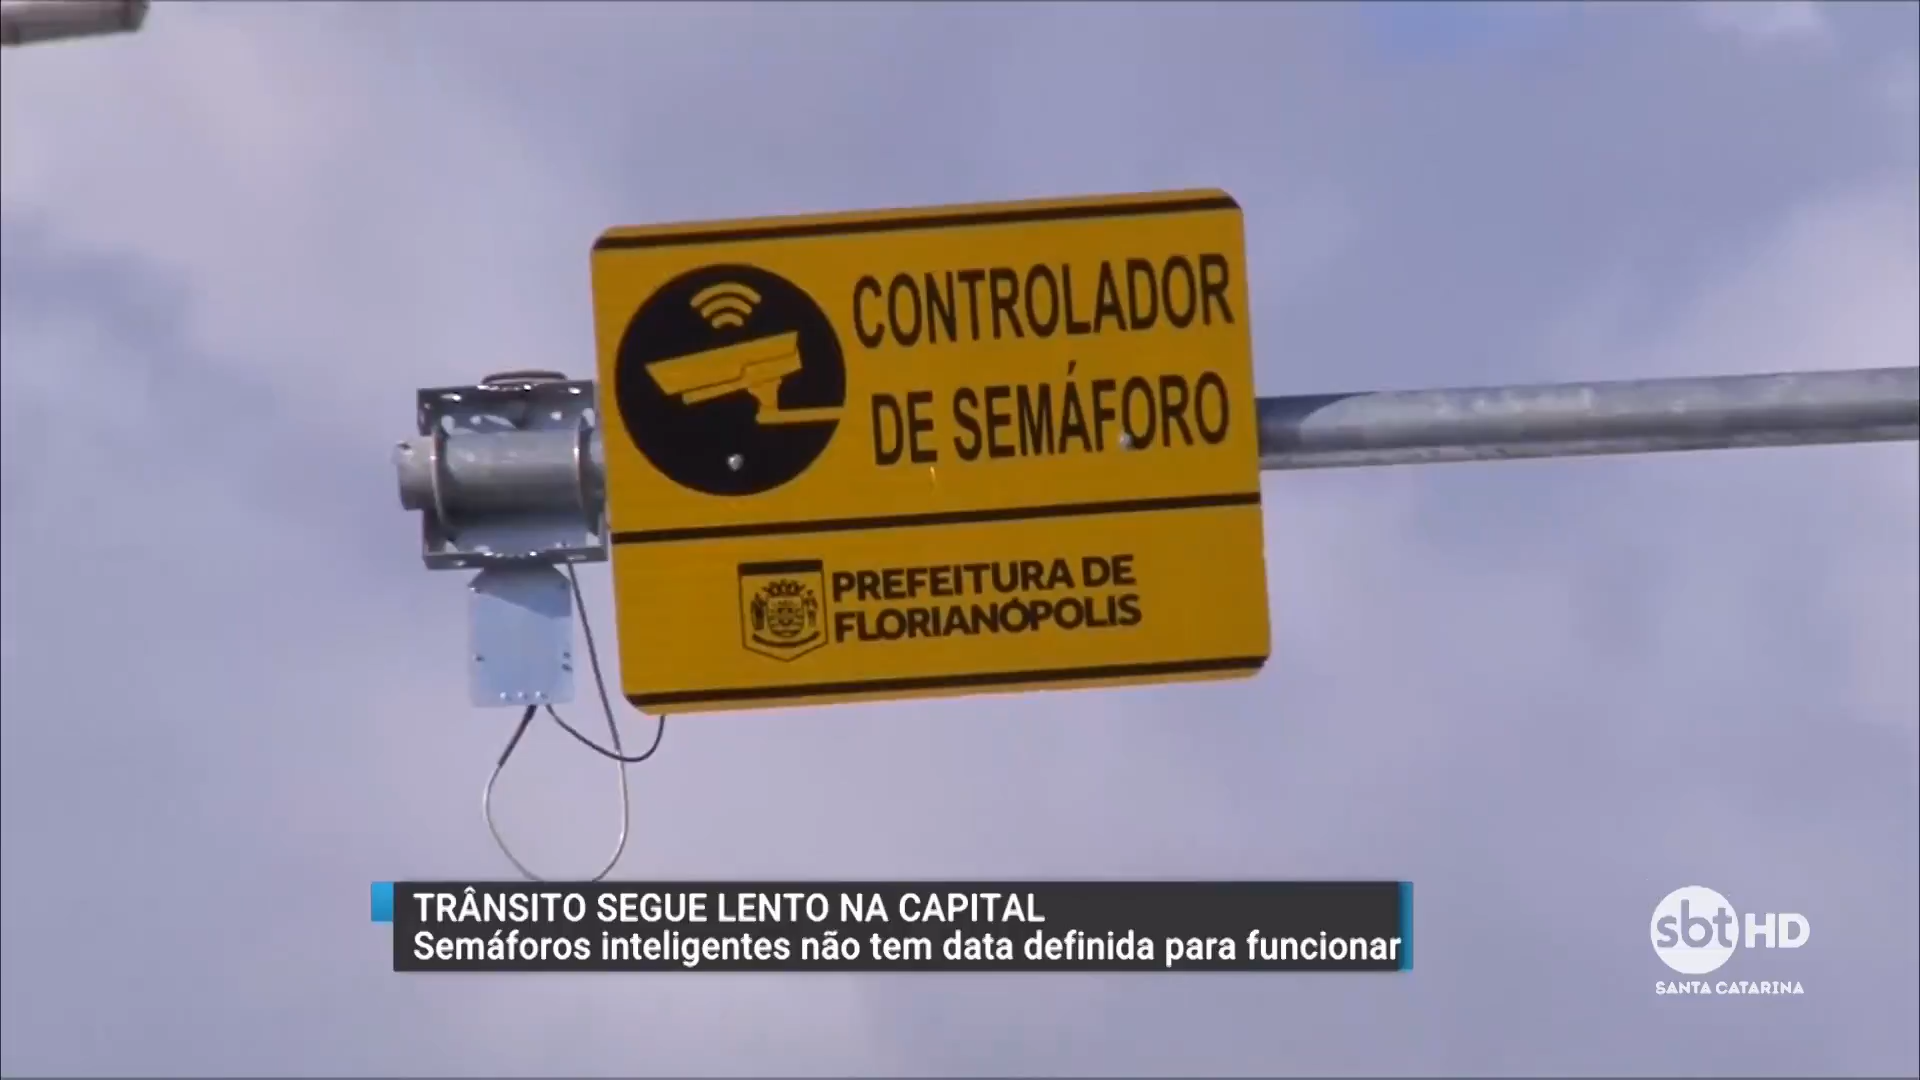 CONTROLADOR
DE SEMÁFORO
PREFEITURA DE
FLORIANÓPOLIS
TRÂNSITO SEGUE LENTO NA CAPITAL
Semáforos inteligentes não tem data definida para funcionar
sbt HD
SANTA CATARINA